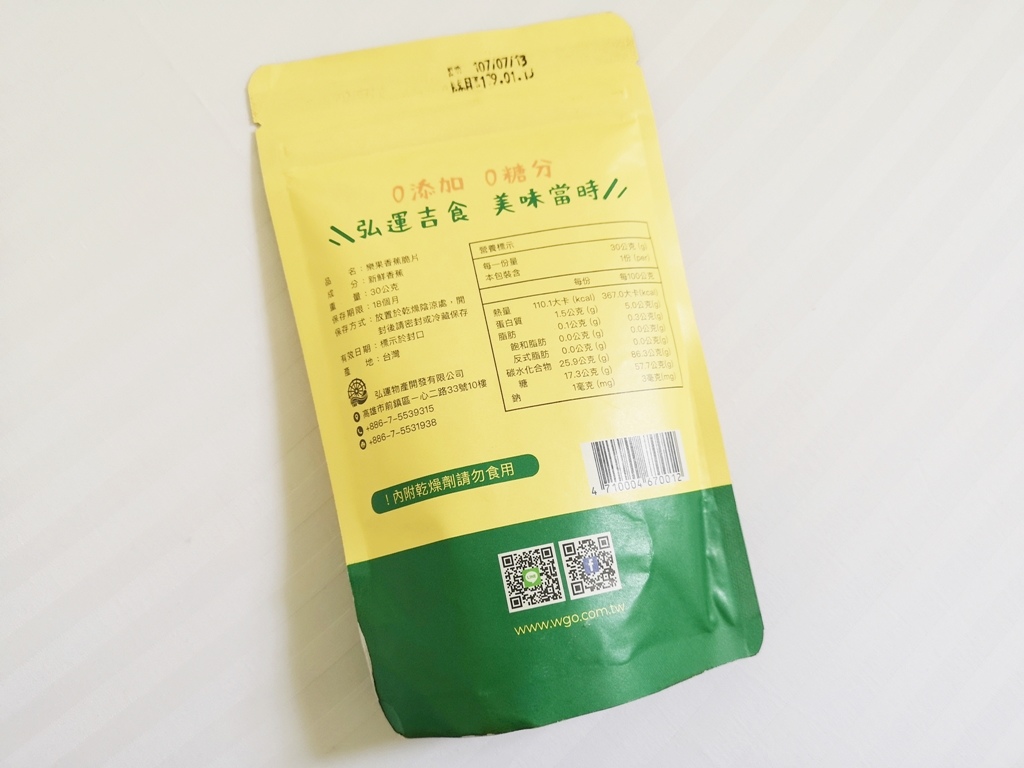 107/07/13
0添加 0糖分
弘運吉食 美味當時
品 名：樂果香蕉脆片
成 分：新鮮香蕉
重 量：30公克
保存期限：18個月
保存方式：放置於乾燥陰涼處，開
封後請密封或冷藏保存
有效日期：標示於封口
產 地：台灣
弘運物產開發有限公司
高雄市前鎮區一心二路33號10樓
+886-7-5539315
+886-7-5531938
營養標示
每一份量 30公克 (g)
本包裝含 1份 (per)
每份 每100公克
熱量 110.1大卡 (kcal) 367.0大卡(kcal)
蛋白質 1.5公克 (g) 5.0公克(g)
脂肪 0.1公克 (g) 0.3公克(g)
飽和脂肪 0.0公克 (g) 0.0公克(g)
反式脂肪 0.0公克 (g) 0.0公克(g)
碳水化合物 25.9公克 (g) 86.3公克(g)
糖 17.3公克 (g) 57.7公克(g)
鈉 1毫克 (mg) 3毫克(mg)
！內附乾燥劑請勿食用
4 710004 670012
www.wgo.com.tw